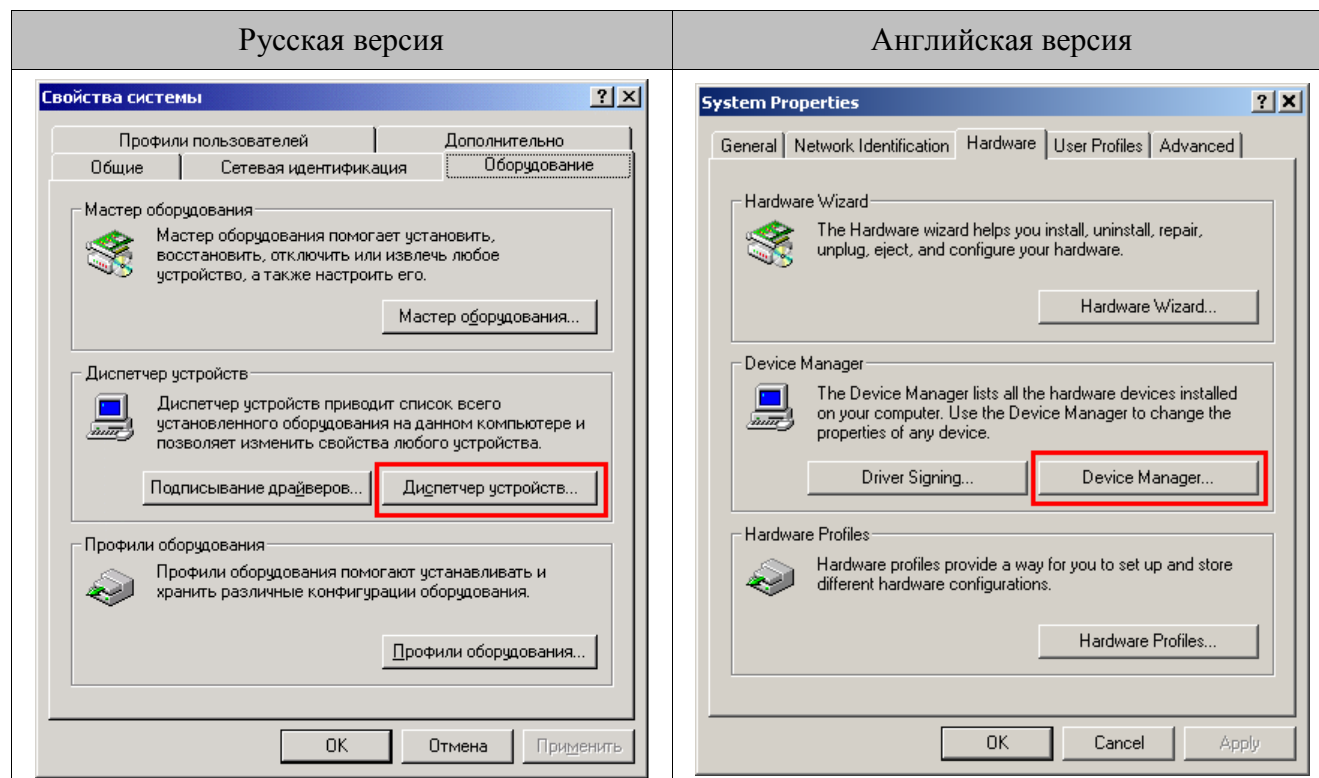 Русская версия
Английская версия
Свойства системы
Профили пользователей
Дополнительно
Общие
Сетевая идентификация
Оборудование
Мастер оборудования
Мастер оборудования помогает установить,
восстановить, отключить или извлечь любое
устройство, а также настроить его.
Мастер оборудования...
Диспетчер устройств
Диспетчер устройств приводит список всего
установленного оборудования на данном компьютере и
позволяет изменить свойства любого устройства.
Подписывание драйверов...
Диспетчер устройств...
Профили оборудования
Профили оборудования помогают устанавливать и
хранить различные конфигурации оборудования.
Профили оборудования...
OK
Отмена
Применить
System Properties
General
Network Identification
Hardware
User Profiles
Advanced
Hardware Wizard
The Hardware wizard helps you install, uninstall, repair,
unplug, eject, and configure your hardware.
Hardware Wizard...
Device Manager
The Device Manager lists all the hardware devices installed
on your computer. Use the Device Manager to change the
properties of any device.
Driver Signing...
Device Manager...
Hardware Profiles
Hardware profiles provide a way for you to set up and store
different hardware configurations.
Hardware Profiles...
OK
Cancel
Apply